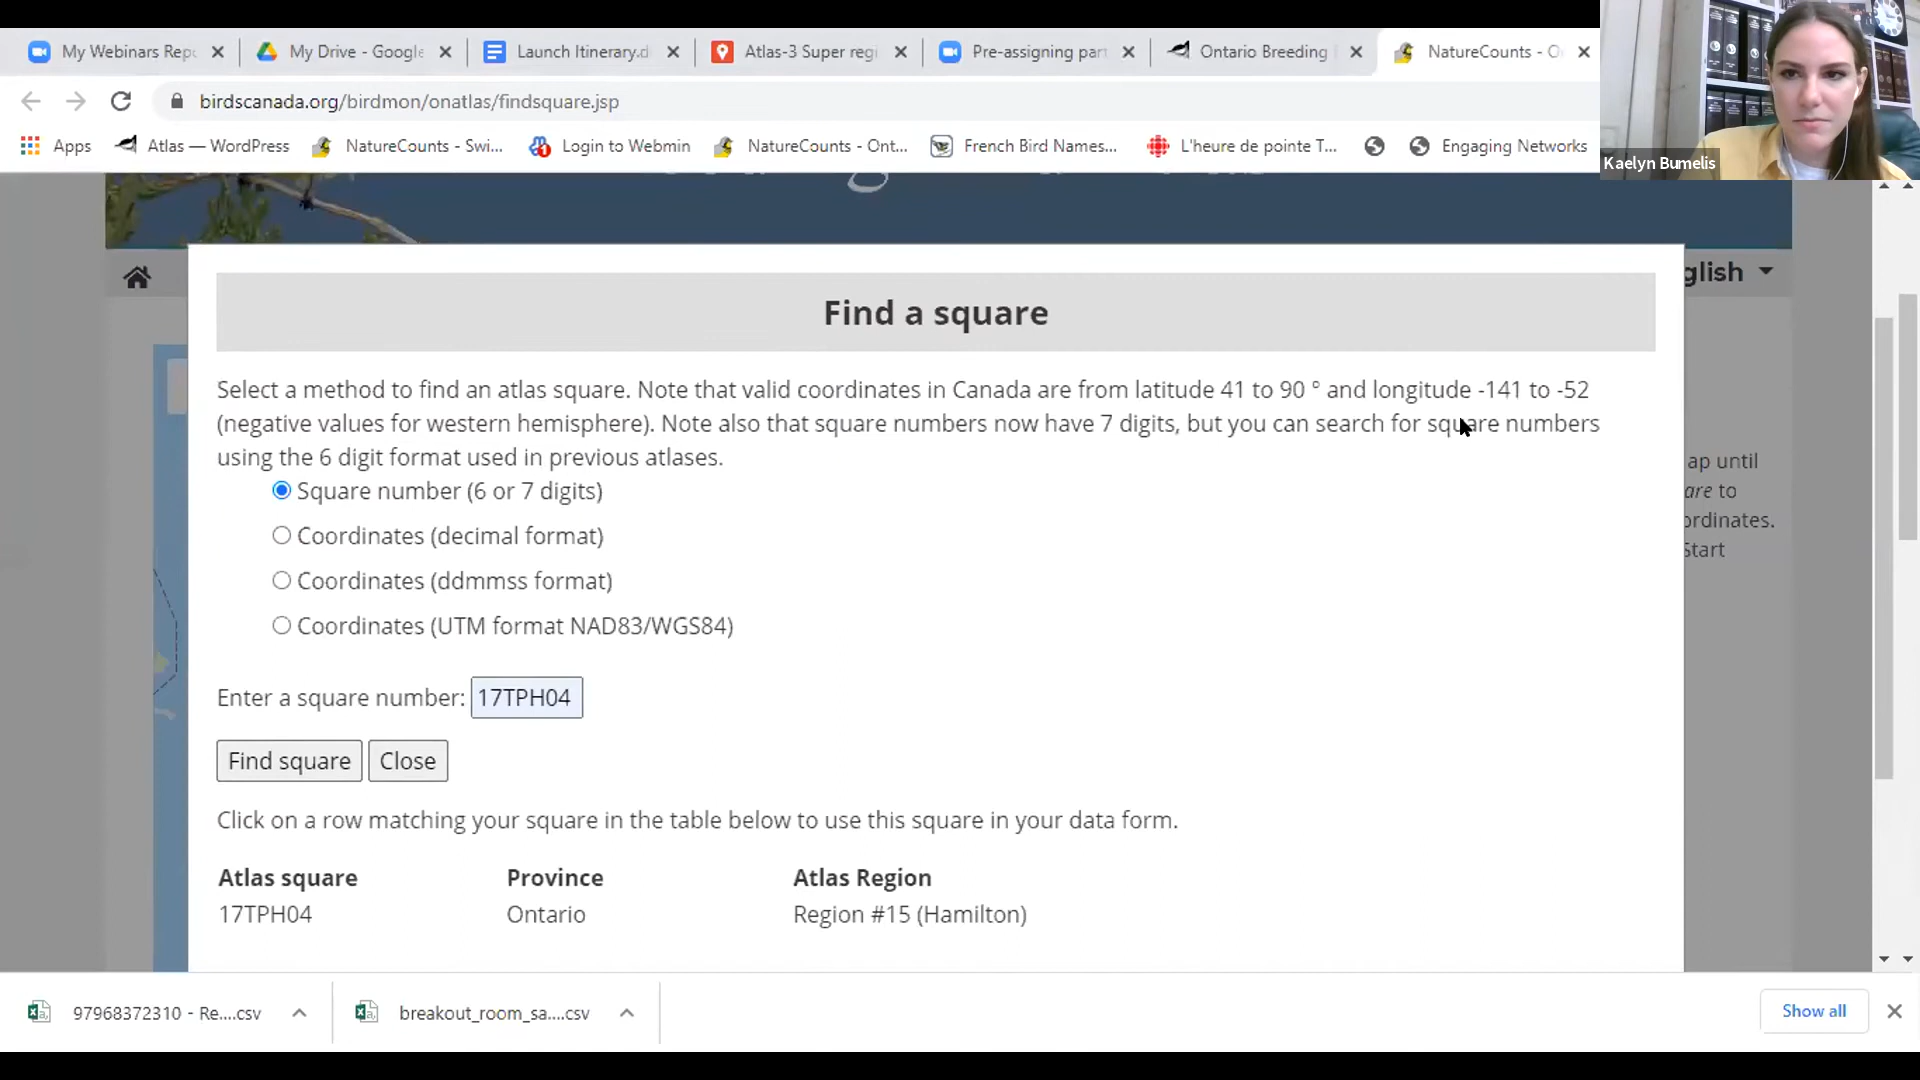 My Webinars Repo
My Drive - Google
Launch Itinerary.d
Atlas-3 Super regi
Pre-assigning part
Ontario Breeding
NatureCounts - O
birdscanada.org/birdmon/onatlas/findsquare.jsp
Apps
Atlas — WordPress
NatureCounts - Swi...
Login to Webmin
NatureCounts - Ont...
French Bird Names...
L'heure de pointe T...
Engaging Networks
Kaelyn Bumelis
glish
Find a square
Select a method to find an atlas square. Note that valid coordinates in Canada are from latitude 41 to 90 ° and longitude -141 to -52
(negative values for western hemisphere). Note also that square numbers now have 7 digits, but you can search for square numbers
using the 6 digit format used in previous atlases.
Square number (6 or 7 digits)
Coordinates (decimal format)
Coordinates (ddmmss format)
Coordinates (UTM format NAD83/WGS84)
ap until
are to
ordinates.
Start
Enter a square number: 17TPH04
Find square Close
Click on a row matching your square in the table below to use this square in your data form.
Atlas square Province Atlas Region
17TPH04 Ontario Region #15 (Hamilton)
97968372310 - Re....csv
breakout_room_sa....csv
Show all